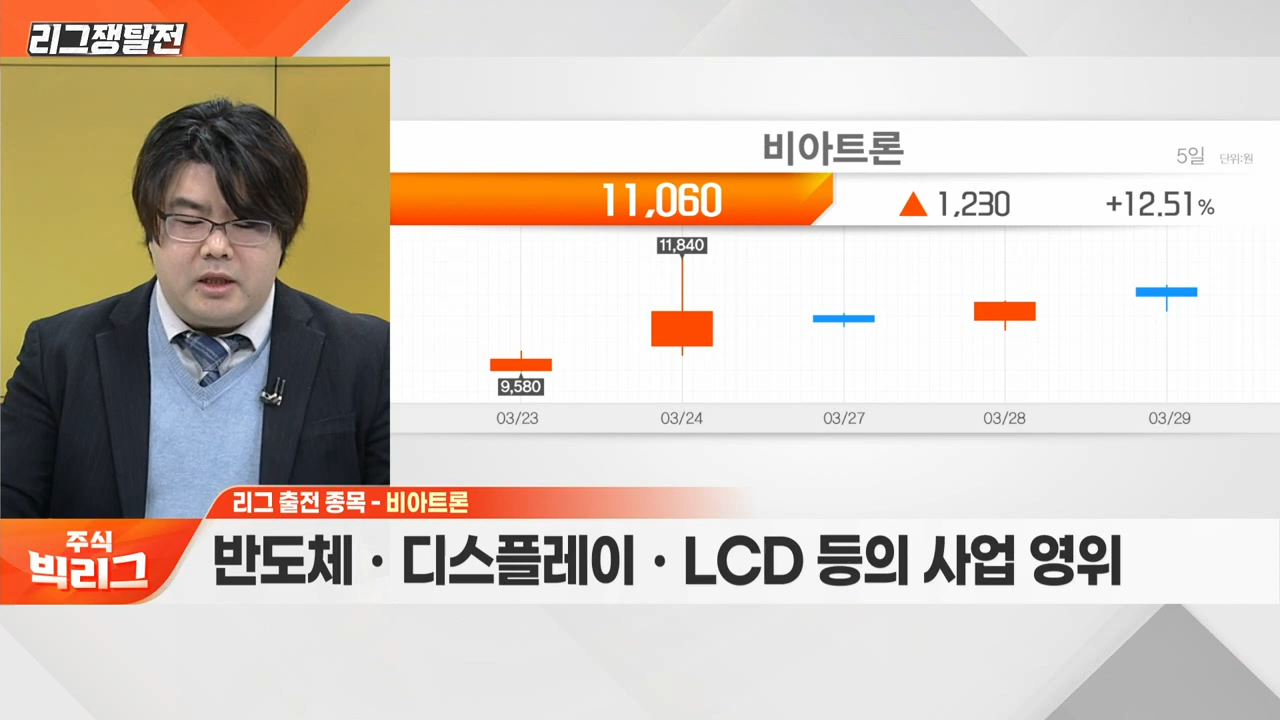 리그쟁탈전
비아트론
5일 단위:원
11,060 ▲ 1,230 +12.51%
11,840
9,580
03/23 03/24 03/27 03/28 03/29
리그 출전 종목 - 비아트론
주식
빅리그
반도체 · 디스플레이 · LCD 등의 사업 영위